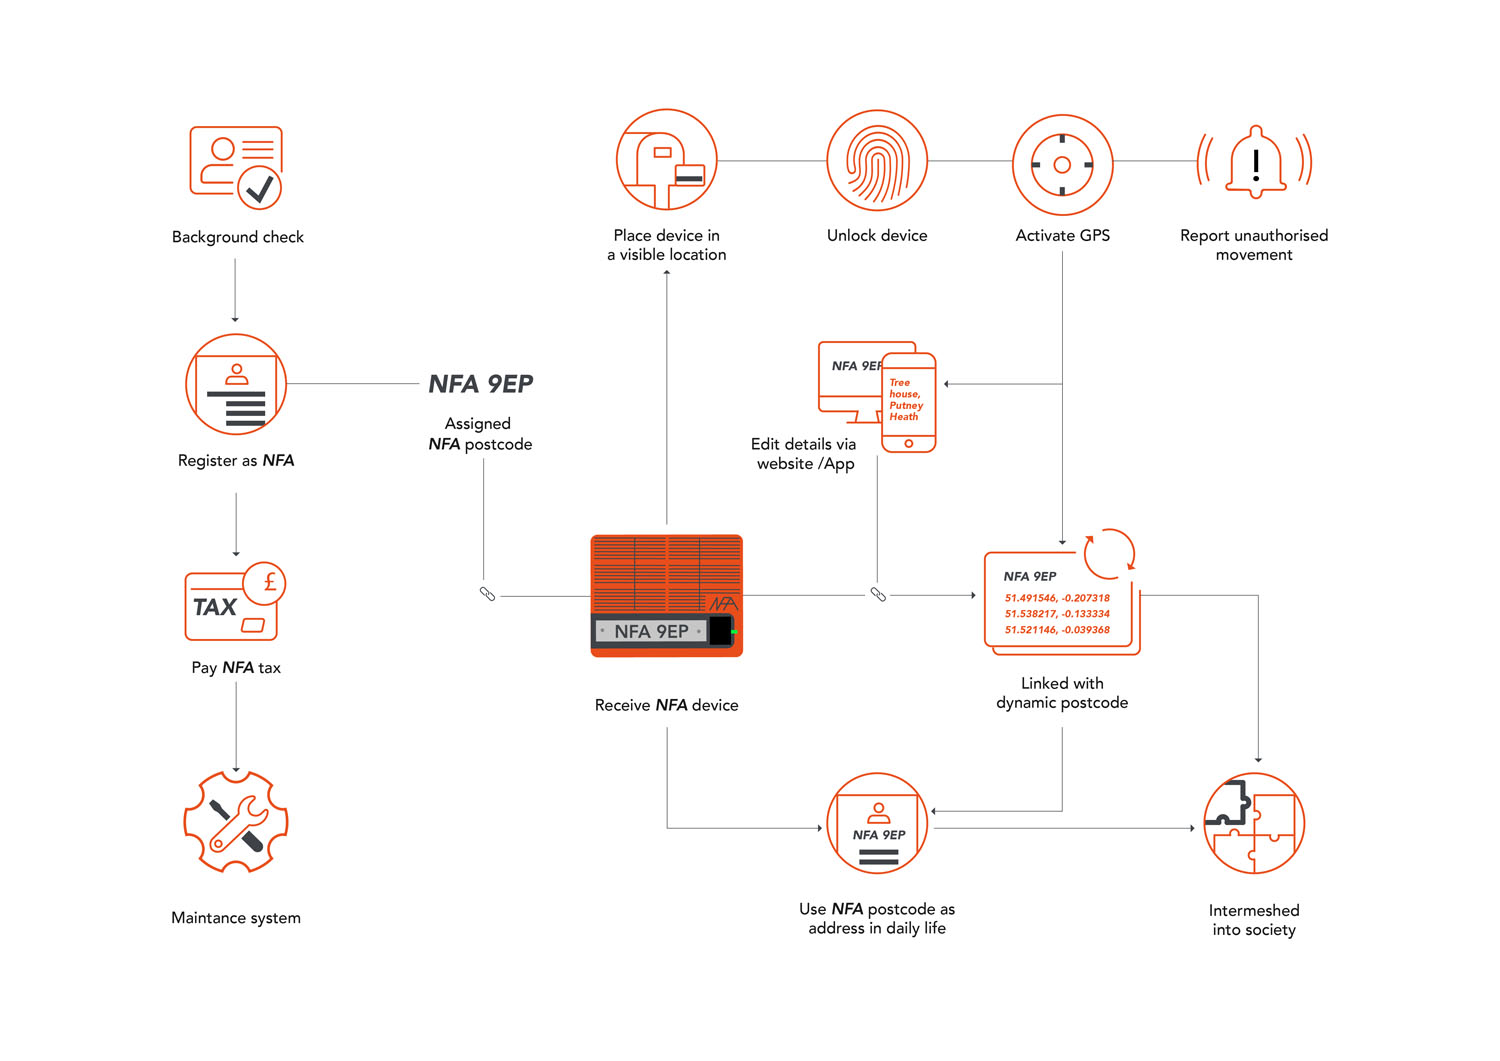 Background check
Place device in
a visible location
Unlock device
Activate GPS
Report unauthorised
movement
Register as NFA
NFA 9EP
Assigned
NFA postcode
NFA 9EP
Tree
house,
Putney
Heath
Edit details via
website /App
TAX
£
Pay NFA tax
NFA
NFA 9EP
Receive NFA device
NFA 9EP
51.491546, -0.207318
51.538217, -0.133334
51.521146, -0.039368
Linked with
dynamic postcode
Maintance system
NFA 9EP
Use NFA postcode as
address in daily life
Intermeshed
into society